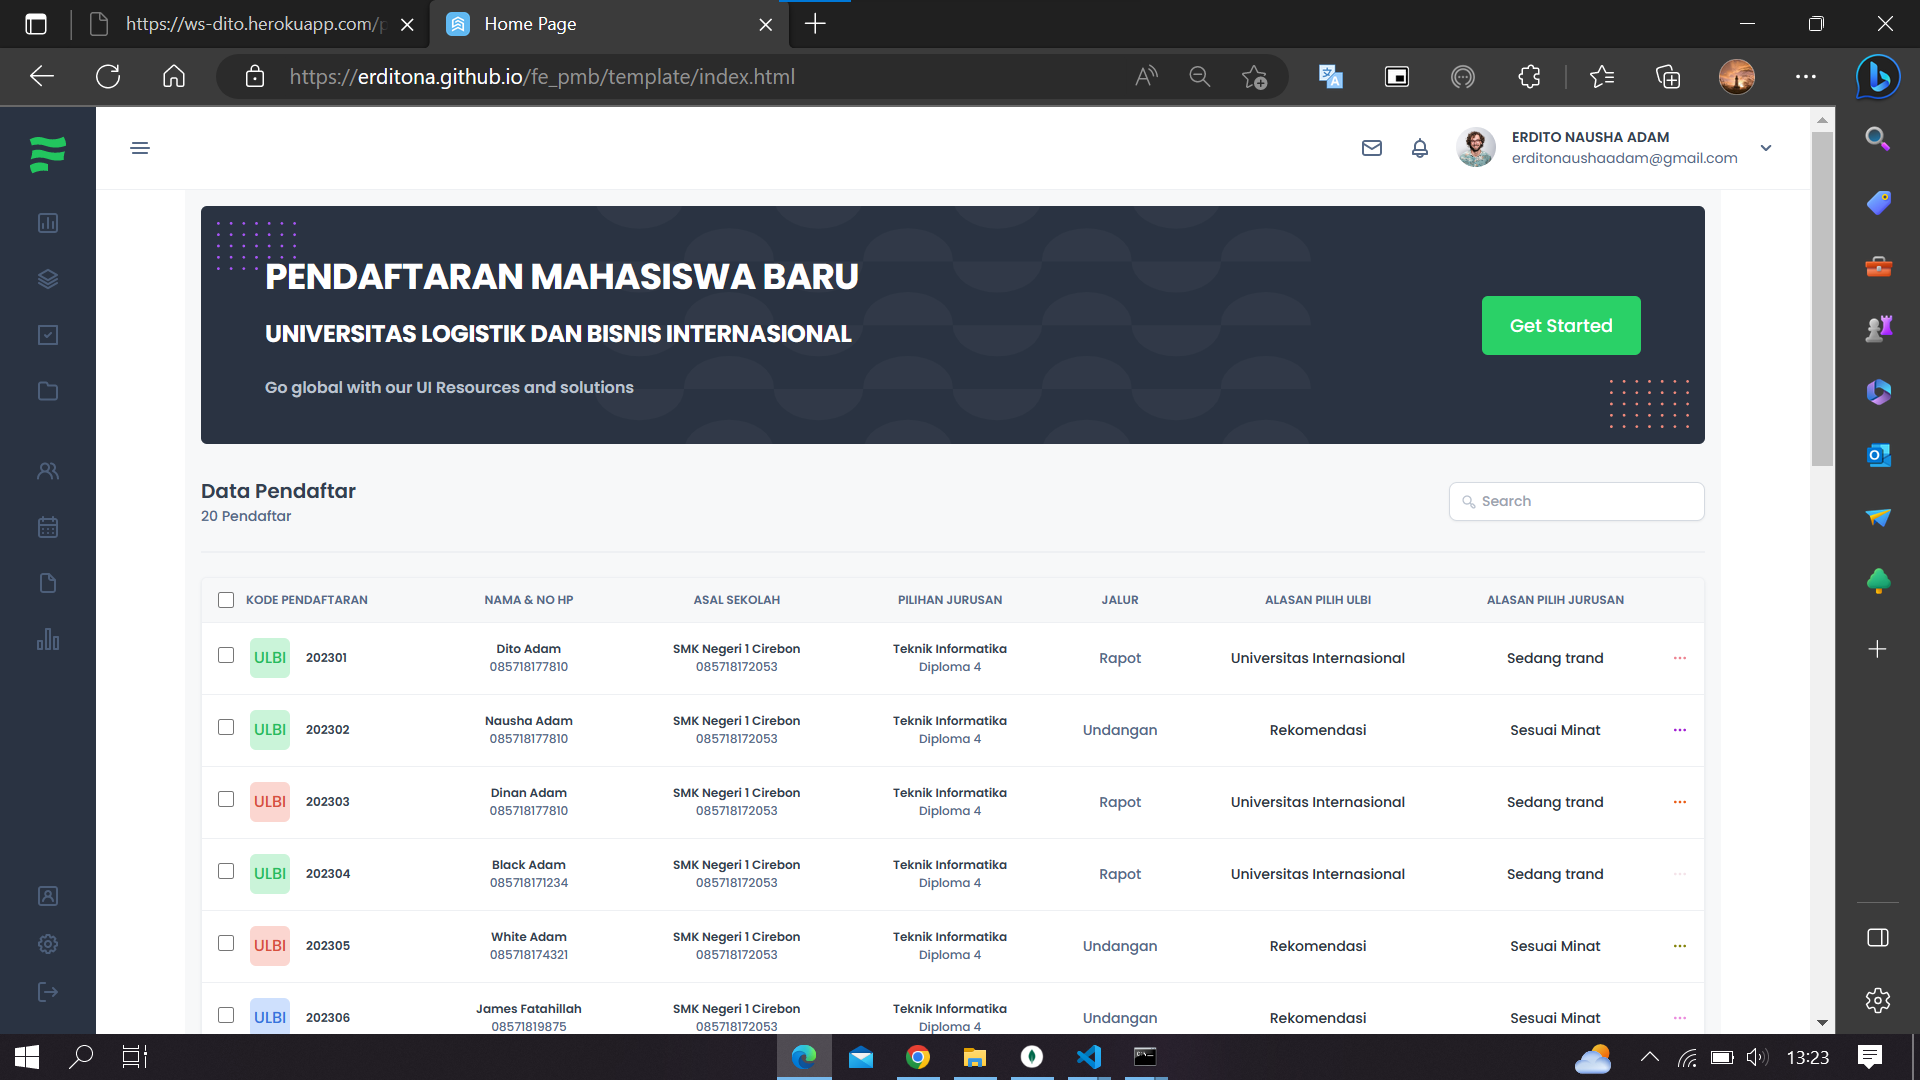 https://ws-dito.herokuapp.com/p
Home Page
https://erditona.github.io/fe_pmb/template/index.html
ERDITO NAUSHA ADAM
erditonaushaadam@gmail.com
PENDAFTARAN MAHASISWA BARU
UNIVERSITAS LOGISTIK DAN BISNIS INTERNASIONAL
Go global with our UI Resources and solutions
Get Started
Data Pendaftar
20 Pendaftar
Search
KODE PENDAFTARAN NAMA & NO HP ASAL SEKOLAH PILIHAN JURUSAN JALUR ALASAN PILIH ULBI ALASAN PILIH JURUSAN
ULBI 202301 Dito Adam SMK Negeri 1 Cirebon Teknik Informatika Rapot Universitas Internasional Sedang trand
085718177810 085718172053 Diploma 4
ULBI 202302 Nausha Adam SMK Negeri 1 Cirebon Teknik Informatika Undangan Rekomendasi Sesuai Minat
085718177810 085718172053 Diploma 4
ULBI 202303 Dinan Adam SMK Negeri 1 Cirebon Teknik Informatika Rapot Universitas Internasional Sedang trand
085718177810 085718172053 Diploma 4
ULBI 202304 Black Adam SMK Negeri 1 Cirebon Teknik Informatika Rapot Universitas Internasional Sedang trand
085718171234 085718172053 Diploma 4
ULBI 202305 White Adam SMK Negeri 1 Cirebon Teknik Informatika Undangan Rekomendasi Sesuai Minat
085718174321 085718172053 Diploma 4
ULBI 202306 James Fatahillah SMK Negeri 1 Cirebon Teknik Informatika Undangan Rekomendasi Sesuai Minat
08571819875 085718172053 Diploma 4
13:23